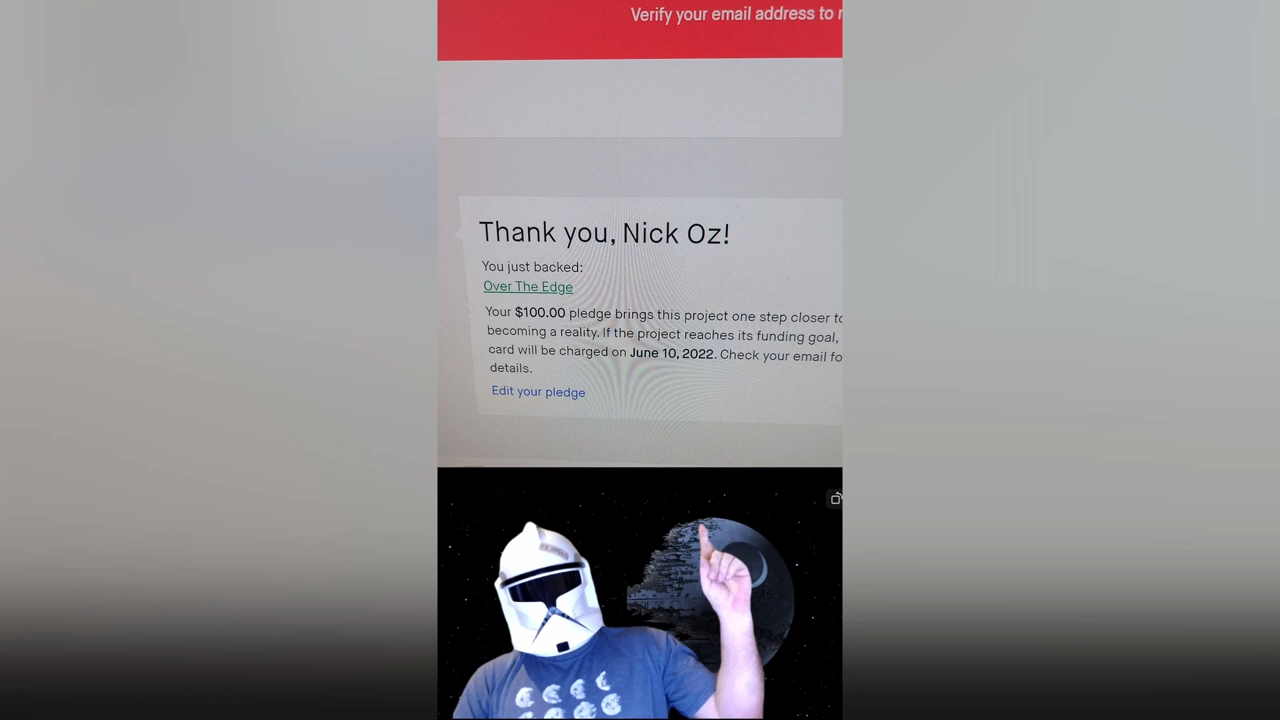 Verify your email address to
Thank you, Nick Oz!
You just backed:
Over The Edge
Your $100.00 pledge brings this project one step closer to
becoming a reality. If the project reaches its funding goal,
card will be charged on June 10, 2022. Check your email fo
details.
Edit your pledge